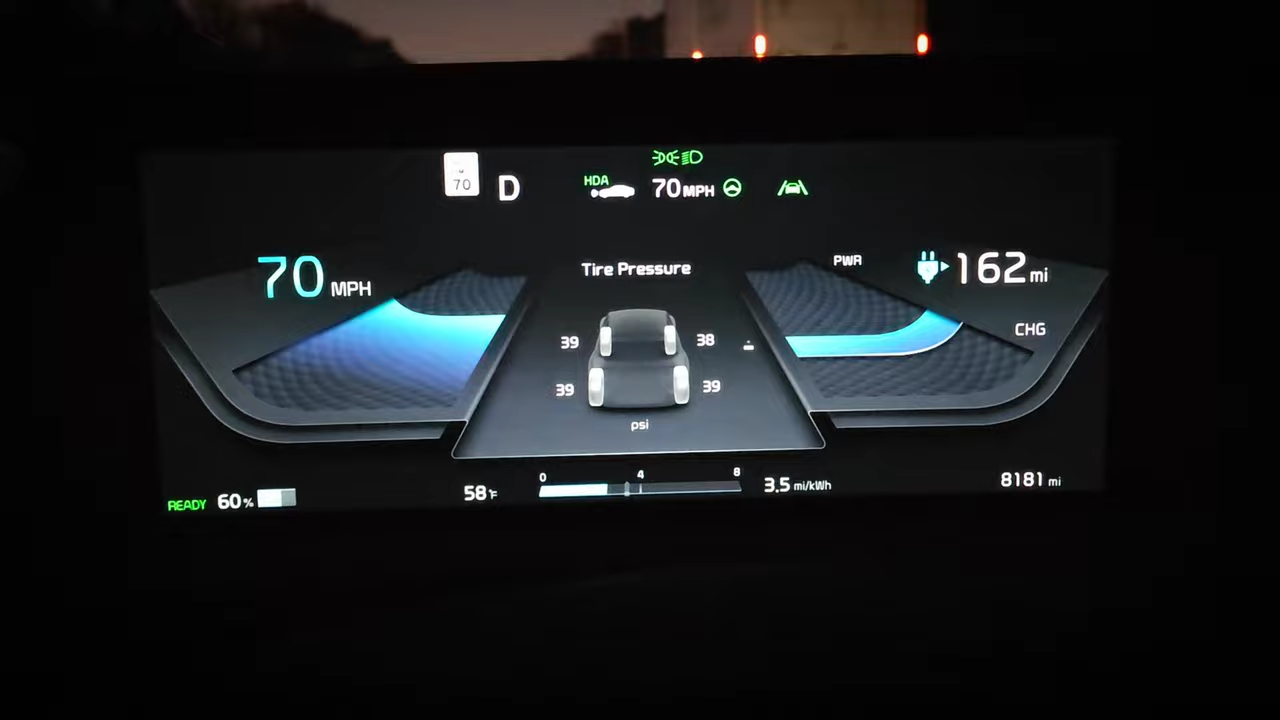 70
D
HDA
70 MPH
70 MPH
Tire Pressure
PWR
162 mi
39
38
CHG
39
39
psi
0
4
8
READY 60%
58°F
3.5 mi/kWh
8181 mi